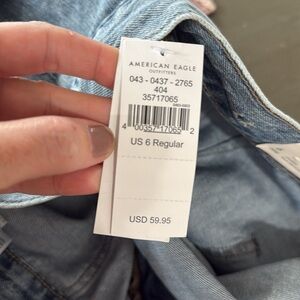 AMERICAN EAGLE
OUTFITTERS
043 - 0437 - 2765
404
35717065
4 00357 17065 2
US 6 Regular
USD 59.95